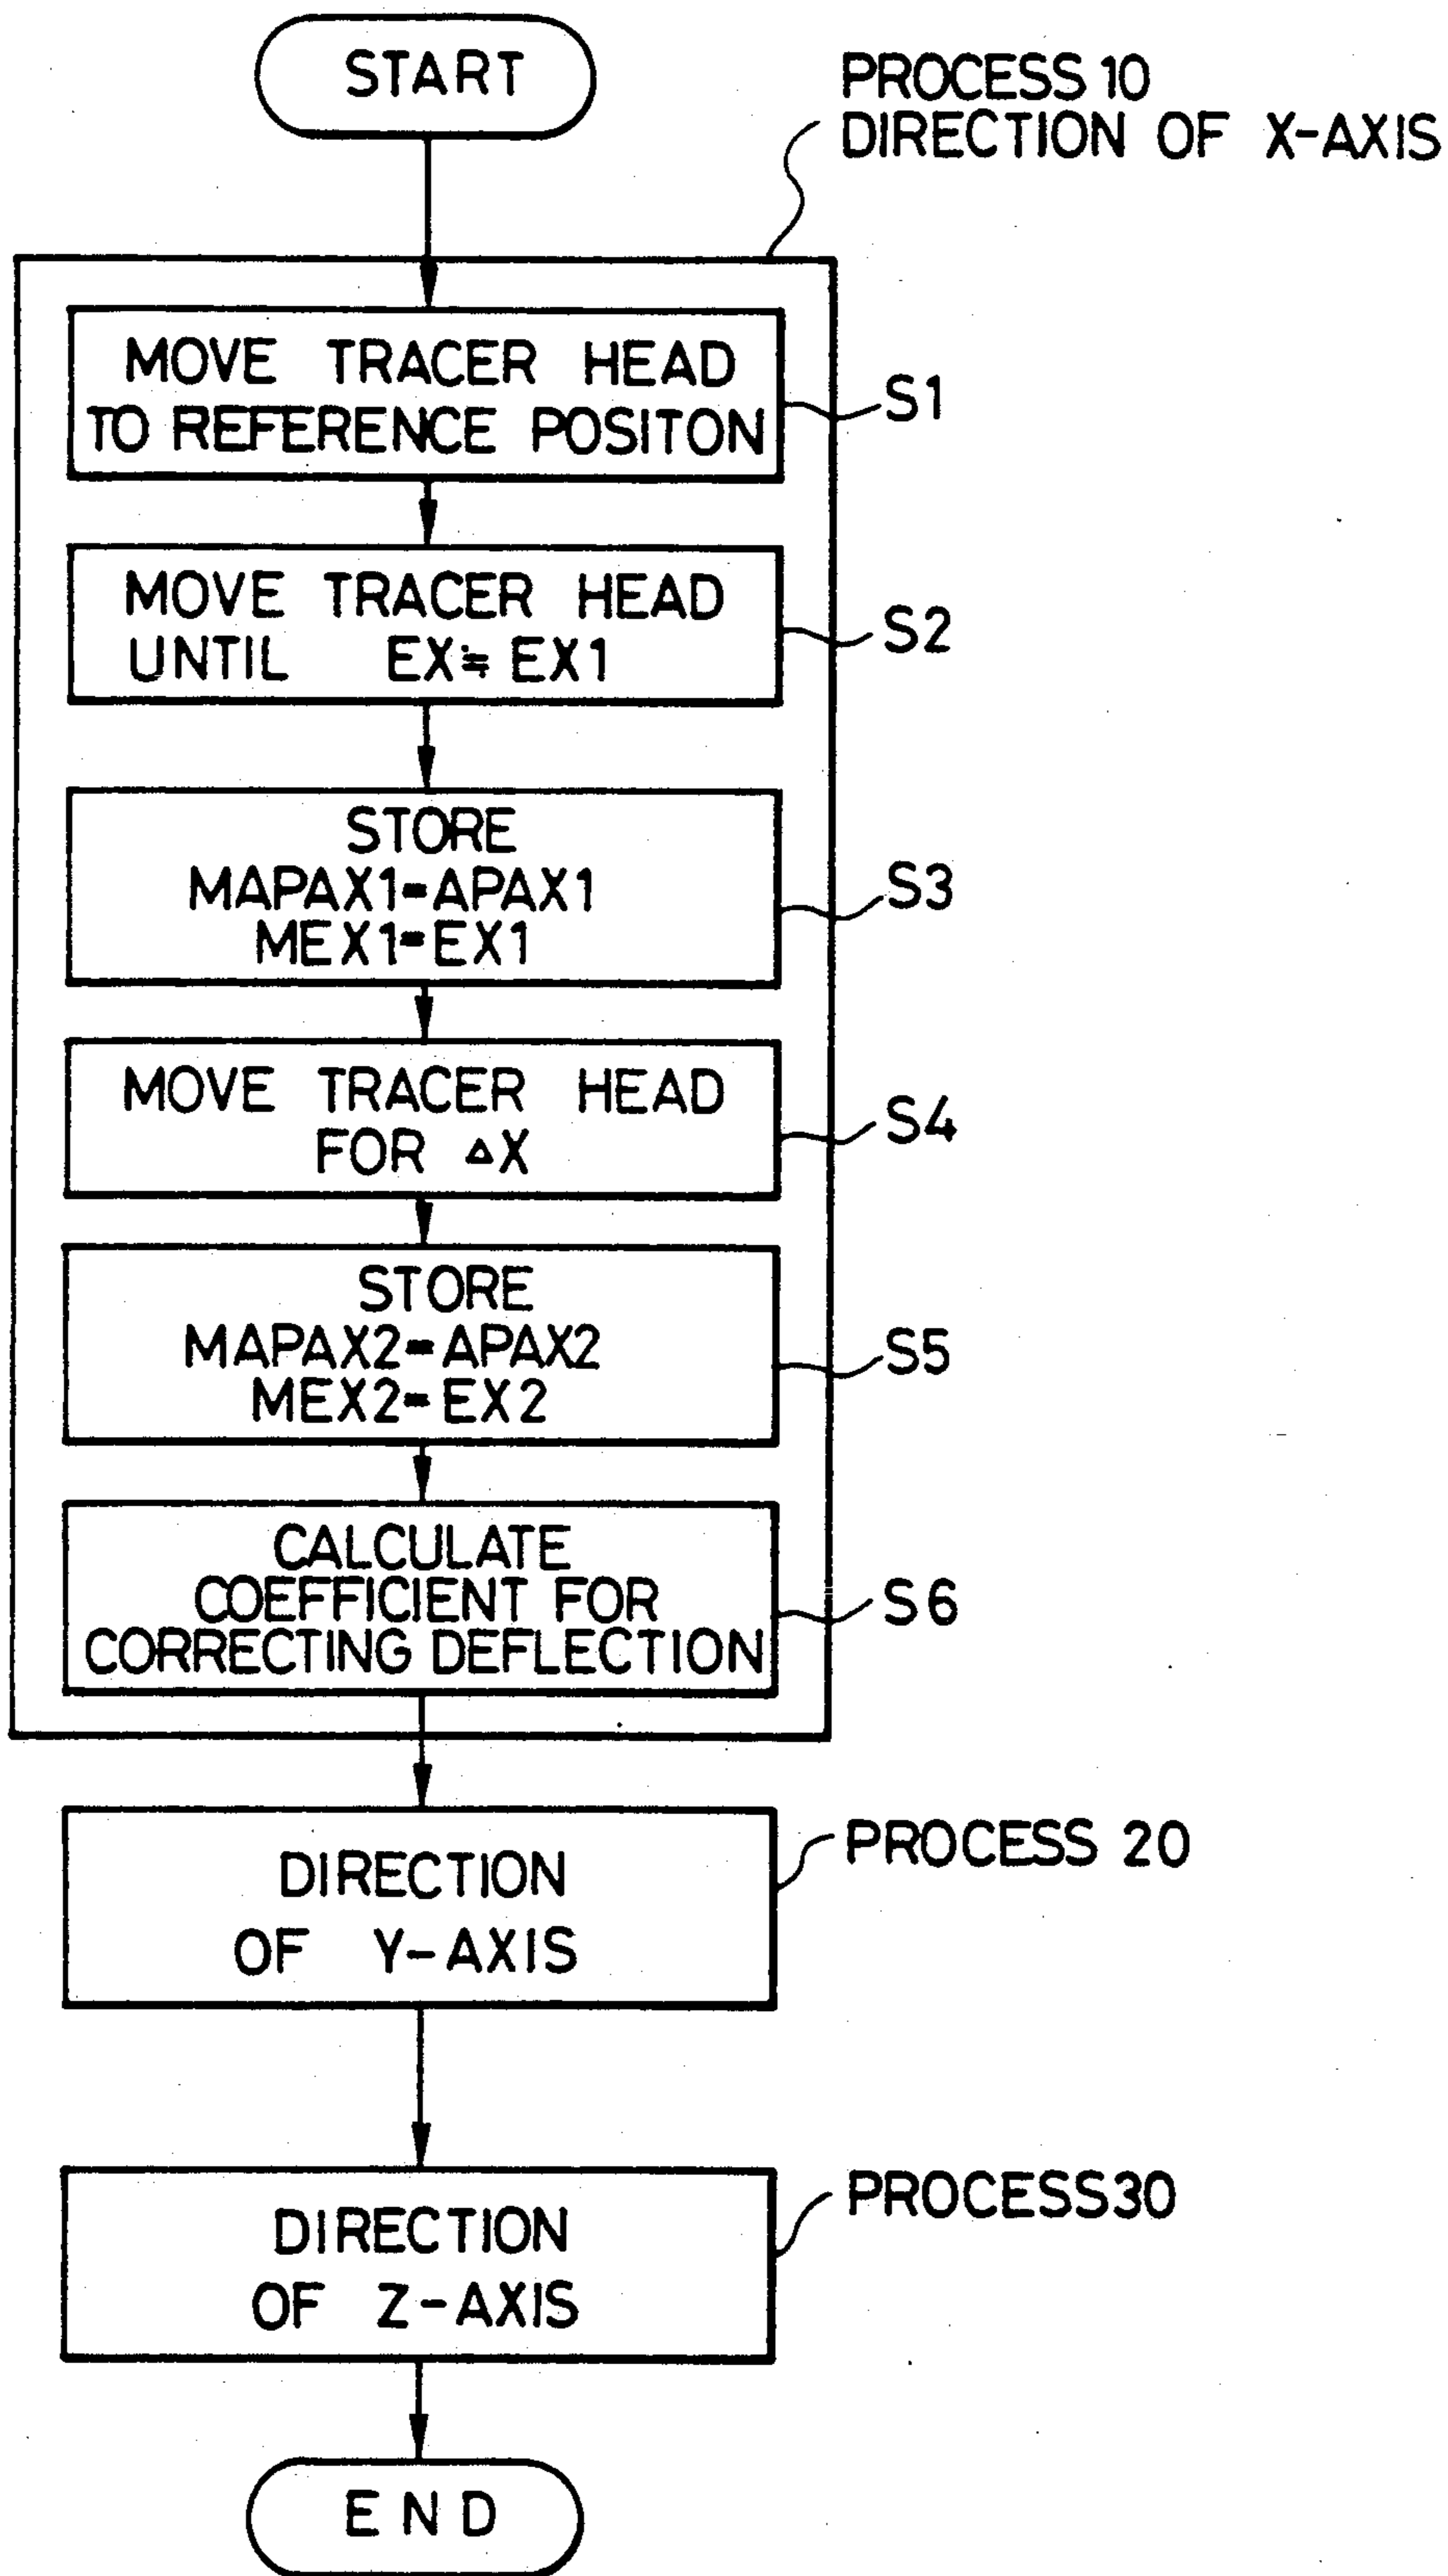 START
PROCESS 10
DIRECTION OF X-AXIS
MOVE TRACER HEAD
TO REFERENCE POSITON
S1
MOVE TRACER HEAD
UNTIL EX≒EX1
S2
STORE
MAPAX1=APAX1
MEX1=EX1
S3
MOVE TRACER HEAD
FOR ΔX
S4
STORE
MAPAX2=APAX2
MEX2=EX2
S5
CALCULATE
COEFFICIENT FOR
CORRECTING DEFLECTION
S6
DIRECTION
OF Y-AXIS
PROCESS 20
DIRECTION
OF Z-AXIS
PROCESS30
END